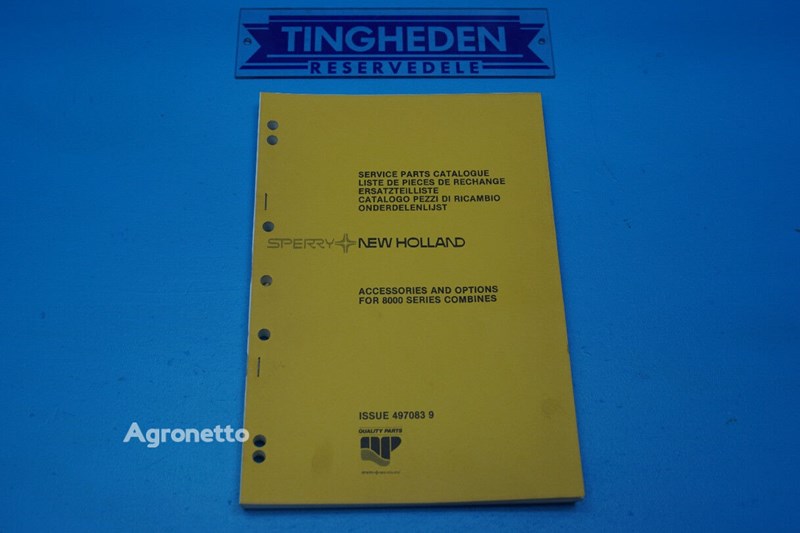 TINGHEDEN
RESERVEDELE
SERVICE PARTS CATALOGUE
LISTE DE PIECES DE RECHANGE
ERSATZTEILLISTE
CATALOGO PEZZI DI RICAMBIO
ONDERDELENLIJST
SPERRY NEW HOLLAND
ACCESSORIES AND OPTIONS
FOR 8000 SERIES COMBINES
ISSUE 497083 9
QUALITY PARTS
Agronetto